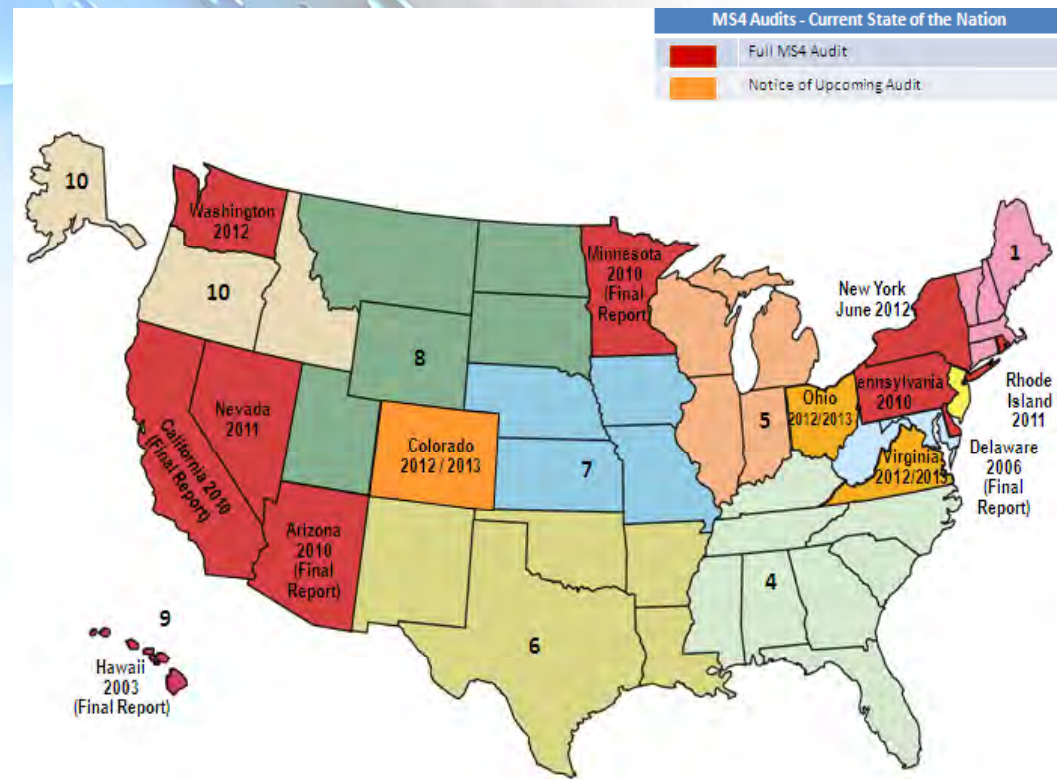 MS4 Audits - Current State of the Nation
Full MS4 Audit
Notice of Upcoming Audit
10
Washington
2012
Minnesota
2010
(Final
Report)
1
New York
June 2012
10
8
Nevada
2011
California 2010
(Final Report)
Colorado
2012 / 2013
7
5
Ohio
2012/2013
ennsylvania
2010
Rhode
Island
2011
Virginia
2012/2013
Delaware
2006
(Final
Report)
Arizona
2010
(Final
Report)
4
6
9
Hawaii
2003
(Final Report)